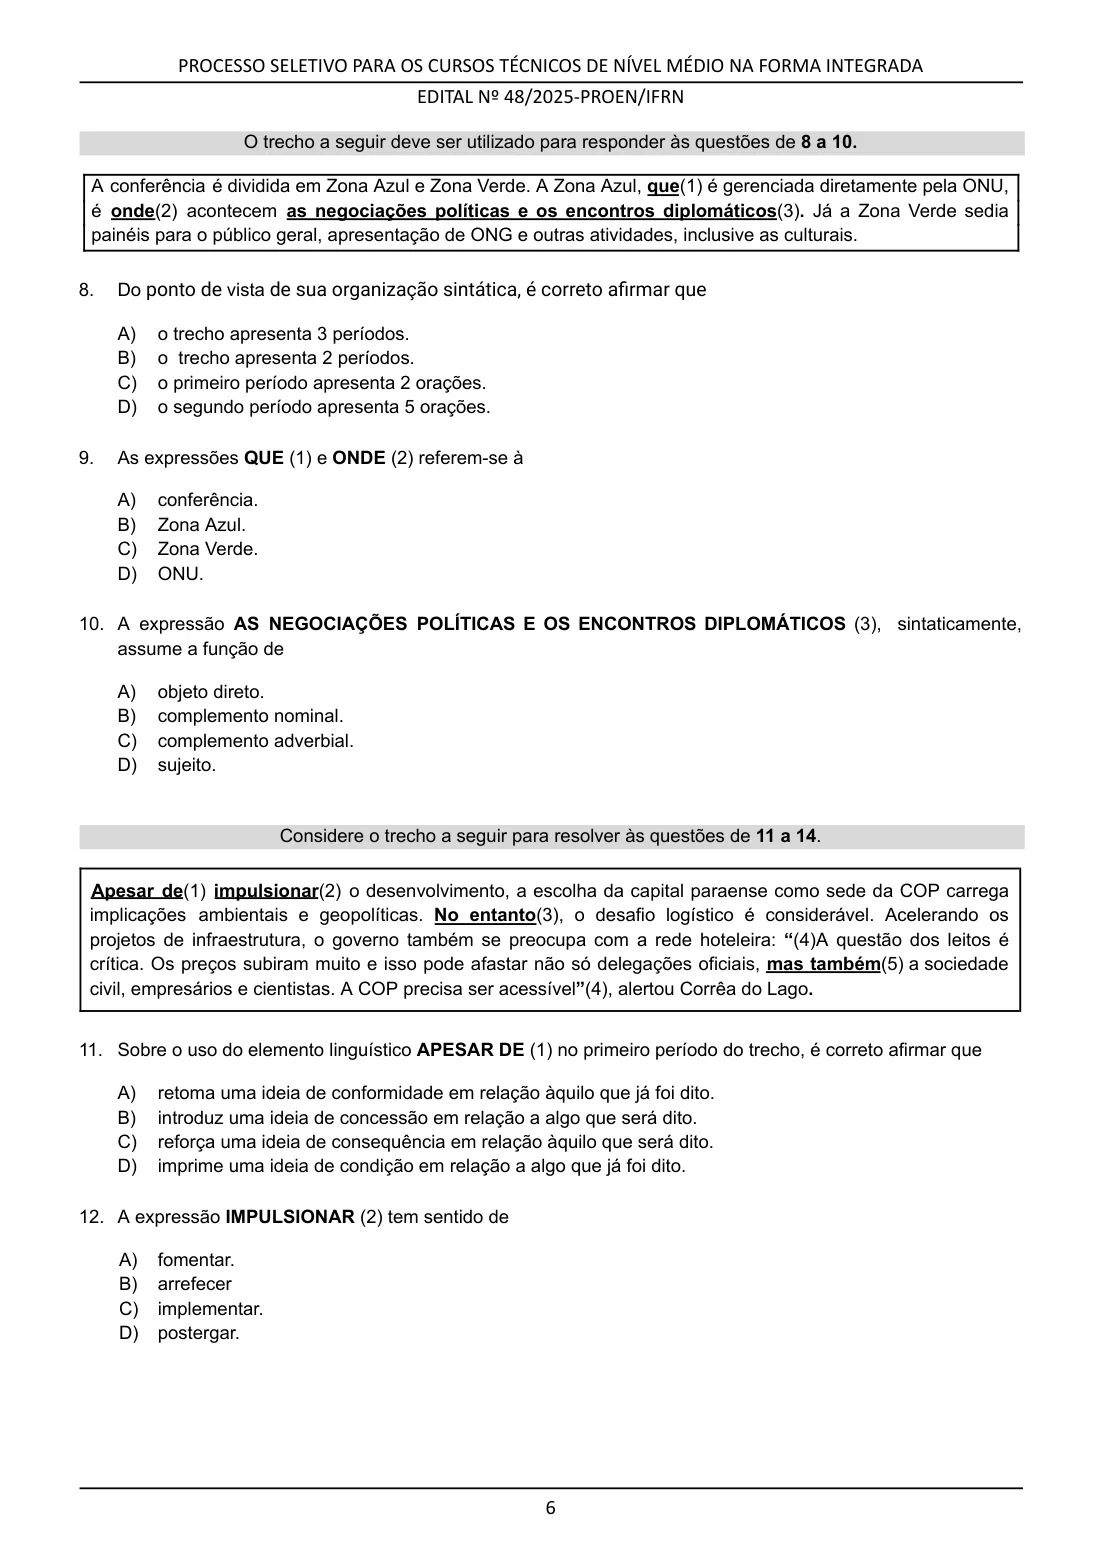 PROCESSO SELETIVO PARA OS CURSOS TÉCNICOS DE NÍVEL MÉDIO NA FORMA INTEGRADA
EDITAL Nº 48/2025-PROEN/IFRN
O trecho a seguir deve ser utilizado para responder às questões de 8 a 10.
A conferência é dividida em Zona Azul e Zona Verde. A Zona Azul, que(1) é gerenciada diretamente pela ONU,
é onde(2) acontecem as negociações políticas e os encontros diplomáticos(3). Já a Zona Verde sedia
painéis para o público geral, apresentação de ONG e outras atividades, inclusive as culturais.
8. Do ponto de vista de sua organização sintática, é correto afirmar que
A) o trecho apresenta 3 períodos.
B) o trecho apresenta 2 períodos.
C) o primeiro período apresenta 2 orações.
D) o segundo período apresenta 5 orações.
9. As expressões QUE (1) e ONDE (2) referem-se à
A) conferência.
B) Zona Azul.
C) Zona Verde.
D) ONU.
10. A expressão AS NEGOCIAÇÕES POLÍTICAS E OS ENCONTROS DIPLOMÁTICOS (3), sintaticamente,
assume a função de
A) objeto direto.
B) complemento nominal.
C) complemento adverbial.
D) sujeito.
Considere o trecho a seguir para resolver às questões de 11 a 14.
Apesar de(1) impulsionar(2) o desenvolvimento, a escolha da capital paraense como sede da COP carrega
implicações ambientais e geopolíticas. No entanto(3), o desafio logístico é considerável. Acelerando os
projetos de infraestrutura, o governo também se preocupa com a rede hoteleira: “(4)A questão dos leitos é
crítica. Os preços subiram muito e isso pode afastar não só delegações oficiais, mas também(5) a sociedade
civil, empresários e cientistas. A COP precisa ser acessível”(4), alertou Corrêa do Lago.
11. Sobre o uso do elemento linguístico APESAR DE (1) no primeiro período do trecho, é correto afirmar que
A) retoma uma ideia de conformidade em relação àquilo que já foi dito.
B) introduz uma ideia de concessão em relação a algo que será dito.
C) reforça uma ideia de consequência em relação àquilo que será dito.
D) imprime uma ideia de condição em relação a algo que já foi dito.
12. A expressão IMPULSIONAR (2) tem sentido de
A) fomentar.
B) arrefecer
C) implementar.
D) postergar.
6